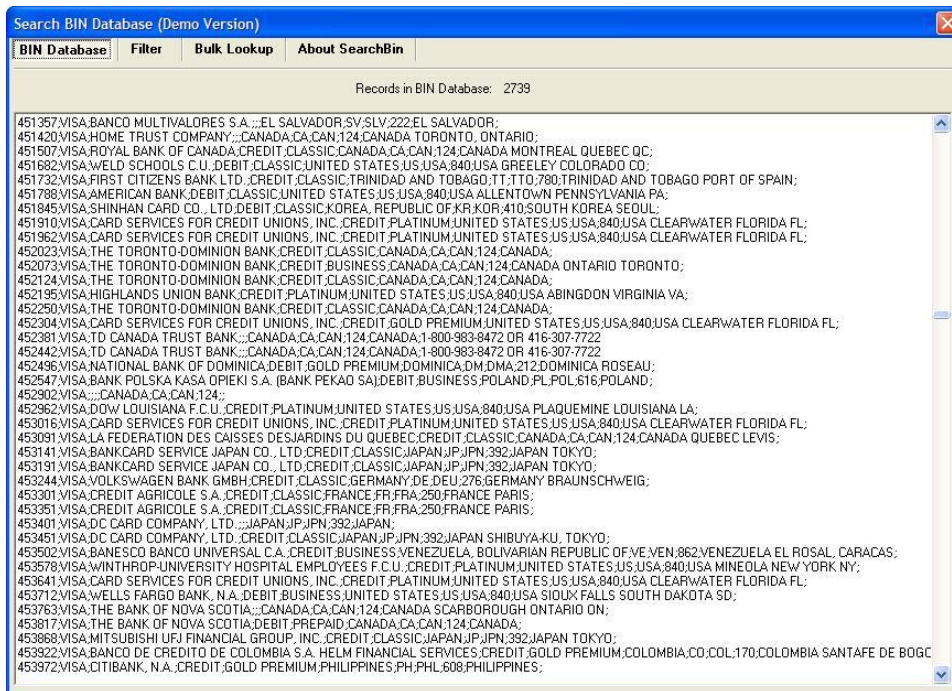 Search BIN Database (Demo Version)
BIN Database Filter Bulk Lookup About SearchBin
Records in BIN Database: 2739
451357;VISA;BANCO MULTIVALORES S.A.;;;EL SALVADOR;SV;SLV;222;EL SALVADOR;
451420;VISA;HOME TRUST COMPANY;;;CANADA;CA;CAN;124;CANADA TORONTO, ONTARIO;
451507;VISA;ROYAL BANK OF CANADA;CREDIT;CLASSIC;CANADA;CA;CAN;124;CANADA MONTREAL QUEBEC QC;
451682;VISA;WELD SCHOOLS C.U.;DEBIT;CLASSIC;UNITED STATES;US;USA;840;USA GREELEY COLORADO CO;
451732;VISA;FIRST CITIZENS BANK LTD.;CREDIT;CLASSIC;TRINIDAD AND TOBAGO;TT;TTO;780;TRINIDAD AND TOBAGO PORT OF SPAIN;
451788;VISA;AMERICAN BANK;DEBIT;CLASSIC;UNITED STATES;US;USA;840;USA ALLENTOWN PENNSYLVANIA PA;
451845;VISA;SHINHAN CARD CO., LTD;DEBIT;CLASSIC;KOREA, REPUBLIC OF;KR;KOR;410;SOUTH KOREA SEOUL;
451910;VISA;CARD SERVICES FOR CREDIT UNIONS, INC.;CREDIT;PLATINUM;UNITED STATES;US;USA;840;USA CLEARWATER FLORIDA FL;
451962;VISA;CARD SERVICES FOR CREDIT UNIONS, INC.;CREDIT;PLATINUM;UNITED STATES;US;USA;840;USA CLEARWATER FLORIDA FL;
452023;VISA;THE TORONTO-DOMINION BANK;CREDIT;CLASSIC;CANADA;CA;CAN;124;CANADA;
452073;VISA;THE TORONTO-DOMINION BANK;CREDIT;BUSINESS;CANADA;CA;CAN;124;CANADA ONTARIO TORONTO;
452124;VISA;THE TORONTO-DOMINION BANK;CREDIT;CLASSIC;CANADA;CA;CAN;124;CANADA;
452195;VISA;HIGHLANDS UNION BANK;CREDIT;PLATINUM;UNITED STATES;US;USA;840;USA ABINGDON VIRGINIA VA;
452250;VISA;THE TORONTO-DOMINION BANK;CREDIT;CLASSIC;CANADA;CA;CAN;124;CANADA;
452304;VISA;CARD SERVICES FOR CREDIT UNIONS, INC.;CREDIT;GOLD PREMIUM;UNITED STATES;US;USA;840;USA CLEARWATER FLORIDA FL;
452381;VISA;TD CANADA TRUST BANK;;;CANADA;CA;CAN;124;CANADA;1-800-983-8472 OR 416-307-7722
452442;VISA;TD CANADA TRUST BANK;;;CANADA;CA;CAN;124;CANADA;1-800-983-8472 OR 416-307-7722
452496;VISA;NATIONAL BANK OF DOMINICA;DEBIT;GOLD PREMIUM;DOMINICA;DM;DMA;212;DOMINICA ROSEAU;
452547;VISA;BANK POLSKA KASA OPIEKI S.A. (BANK PEKAO SA);DEBIT;BUSINESS;POLAND;PL;POL;616;POLAND;
452902;VISA;;;;CANADA;CA;CAN;124;;
452962;VISA;DOW LOUISIANA F.C.U.;CREDIT;PLATINUM;UNITED STATES;US;USA;840;USA PLAQUEMINE LOUISIANA LA;
453016;VISA;CARD SERVICES FOR CREDIT UNIONS, INC.;CREDIT;PLATINUM;UNITED STATES;US;USA;840;USA CLEARWATER FLORIDA FL;
453091;VISA;LA FEDERATION DES CAISSES DESJARDINS DU QUEBEC;CREDIT;CLASSIC;CANADA;CA;CAN;124;CANADA QUEBEC LEVIS;
453141;VISA;BANKCARD SERVICE JAPAN CO., LTD;CREDIT;CLASSIC;JAPAN;JP;JPN;392;JAPAN TOKYO;
453191;VISA;BANKCARD SERVICE JAPAN CO., LTD;CREDIT;CLASSIC;JAPAN;JP;JPN;392;JAPAN TOKYO;
453244;VISA;VOLKSWAGEN BANK GMBH;CREDIT;CLASSIC;GERMANY;DE;DEU;276;GERMANY BRAUNSCHWEIG;
453301;VISA;CREDIT AGRICOLE S.A.;CREDIT;CLASSIC;FRANCE;FR;FRA;250;FRANCE PARIS;
453351;VISA;CREDIT AGRICOLE S.A.;CREDIT;CLASSIC;FRANCE;FR;FRA;250;FRANCE PARIS;
453401;VISA;DC CARD COMPANY, LTD.;;;JAPAN;JP;JPN;392;JAPAN;
453451;VISA;DC CARD COMPANY, LTD.;CREDIT;CLASSIC;JAPAN;JP;JPN;392;JAPAN SHIBUYA-KU, TOKYO;
453502;VISA;BANESCO BANCO UNIVERSAL C.A.;CREDIT;BUSINESS;VENEZUELA, BOLIVARIAN REPUBLIC OF;VE;VEN;862;VENEZUELA EL ROSAL, CARACAS;
453578;VISA;WINTHROP-UNIVERSITY HOSPITAL EMPLOYEES F.C.U.;CREDIT;PLATINUM;UNITED STATES;US;USA;840;USA MINEOLA NEW YORK NY;
453641;VISA;CARD SERVICES FOR CREDIT UNIONS, INC.;CREDIT;PLATINUM;UNITED STATES;US;USA;840;USA CLEARWATER FLORIDA FL;
453712;VISA;WELLS FARGO BANK, N.A.;DEBIT;BUSINESS;UNITED STATES;US;USA;840;USA SIOUX FALLS SOUTH DAKOTA SD;
453763;VISA;THE BANK OF NOVA SCOTIA;;;CANADA;CA;CAN;124;CANADA SCARBOROUGH ONTARIO ON;
453817;VISA;THE BANK OF NOVA SCOTIA;DEBIT;PREPAID;CANADA;CA;CAN;124;CANADA;
453868;VISA;MITSUBISHI UFJ FINANCIAL GROUP, INC.;CREDIT;CLASSIC;JAPAN;JP;JPN;392;JAPAN TOKYO;
453922;VISA;BANCO DE CREDITO DE COLOMBIA S.A. HELM FINANCIAL SERVICES;CREDIT;GOLD PREMIUM;COLOMBIA;CO;COL;170;COLOMBIA SANTAFE DE BOGC
453972;VISA;CITIBANK, N.A.;CREDIT;GOLD PREMIUM;PHILIPPINES;PH;PHL;608;PHILIPPINES;